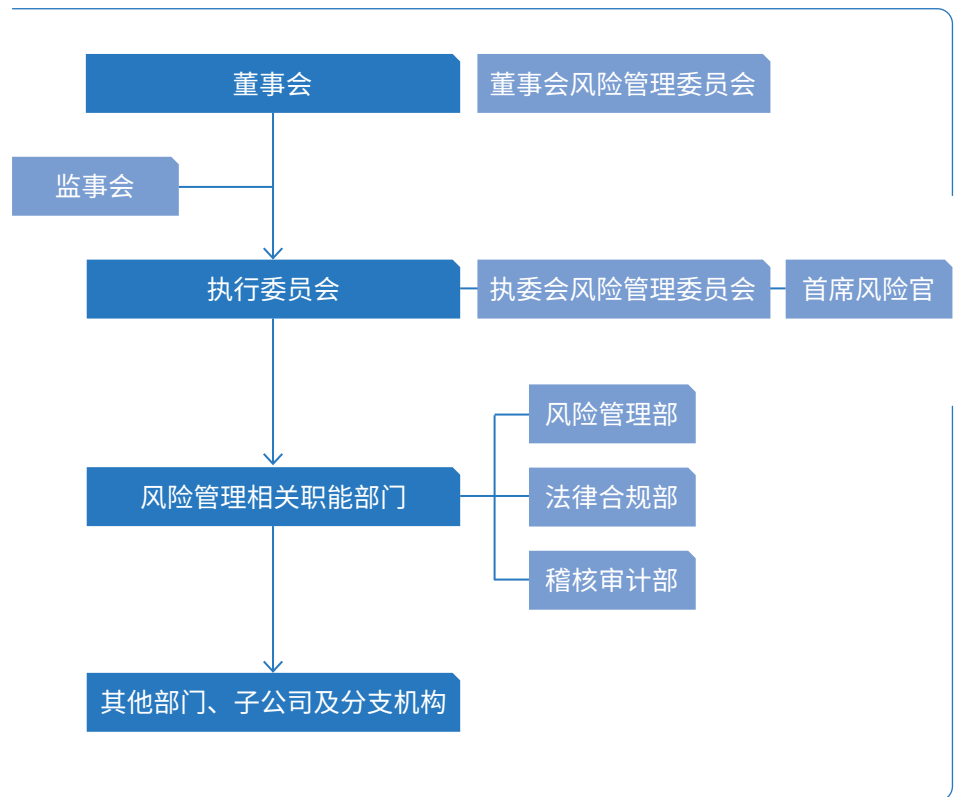 董事会
董事会风险管理委员会
监事会
执行委员会
执委会风险管理委员会
首席风险官
风险管理部
风险管理相关职能部门
法律合规部
稽核审计部
其他部门、子公司及分支机构